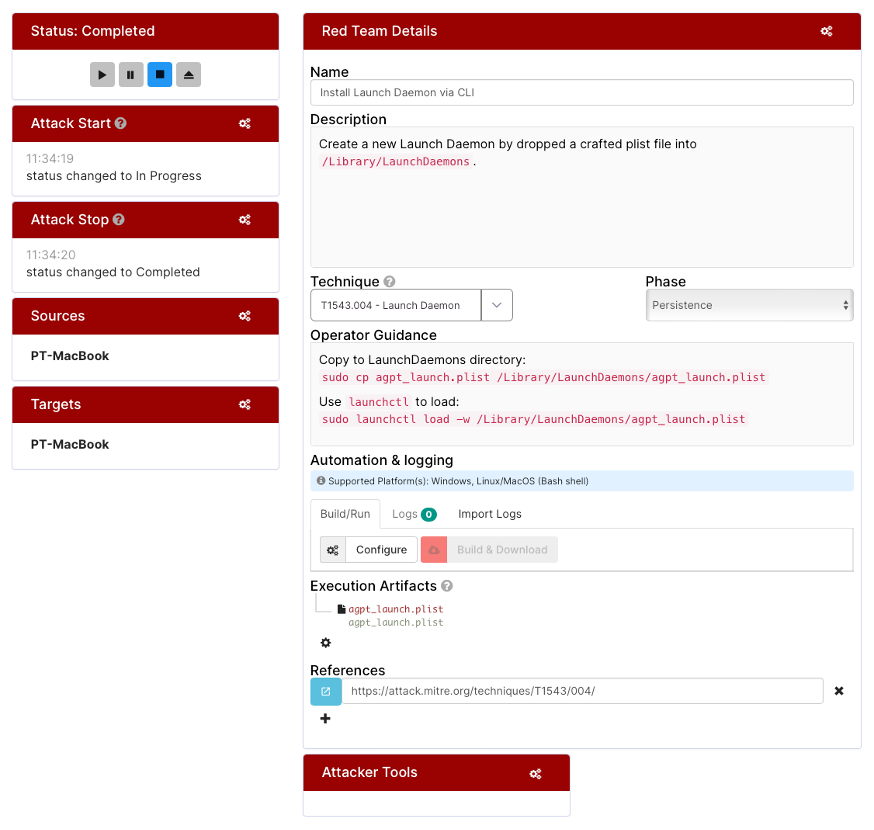 Status: Completed
Attack Start
11:34:19
status changed to In Progress
Attack Stop
11:34:20
status changed to Completed
Sources
PT-MacBook
Targets
PT-MacBook
Red Team Details
Name
Install Launch Daemon via CLI
Description
Create a new Launch Daemon by dropped a crafted plist file into
/Library/LaunchDaemons.
Technique
T1543.004 - Launch Daemon
Phase
Persistence
Operator Guidance
Copy to LaunchDaemons directory:
sudo cp agpt_launch.plist /Library/LaunchDaemons/agpt_launch.plist
Use launchctl to load:
sudo launchctl load -w /Library/LaunchDaemons/agpt_launch.plist
Automation & logging
Supported Platform(s): Windows, Linux/MacOS (Bash shell)
Build/Run Logs 0 Import Logs
Configure Build & Download
Execution Artifacts
agpt_launch.plist
agpt_launch.plist
References
https://attack.mitre.org/techniques/T1543/004/
Attacker Tools